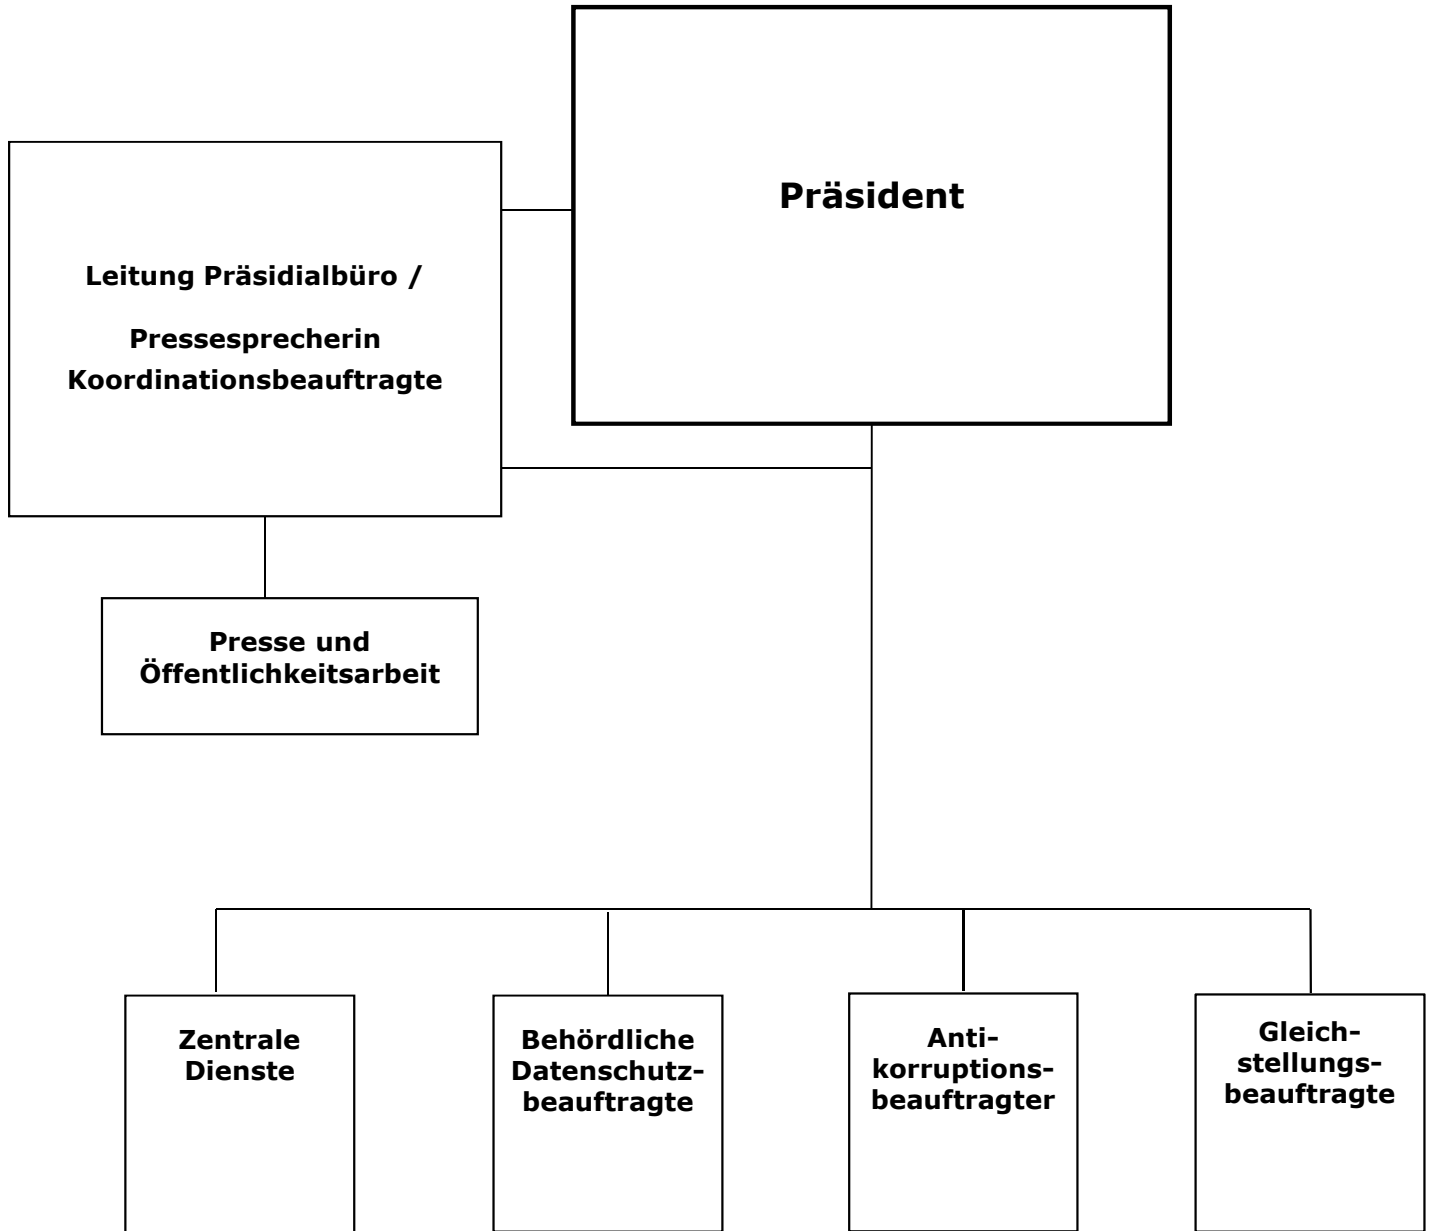 Präsident
Leitung Präsidialbüro /
Pressesprecherin
Koordinationsbeauftragte
Presse und
Öffentlichkeitsarbeit
Zentrale
Dienste
Behördliche
Datenschutz-
beauftragte
Anti-
korruptions-
beauftragter
Gleich-
stellungs-
beauftragte